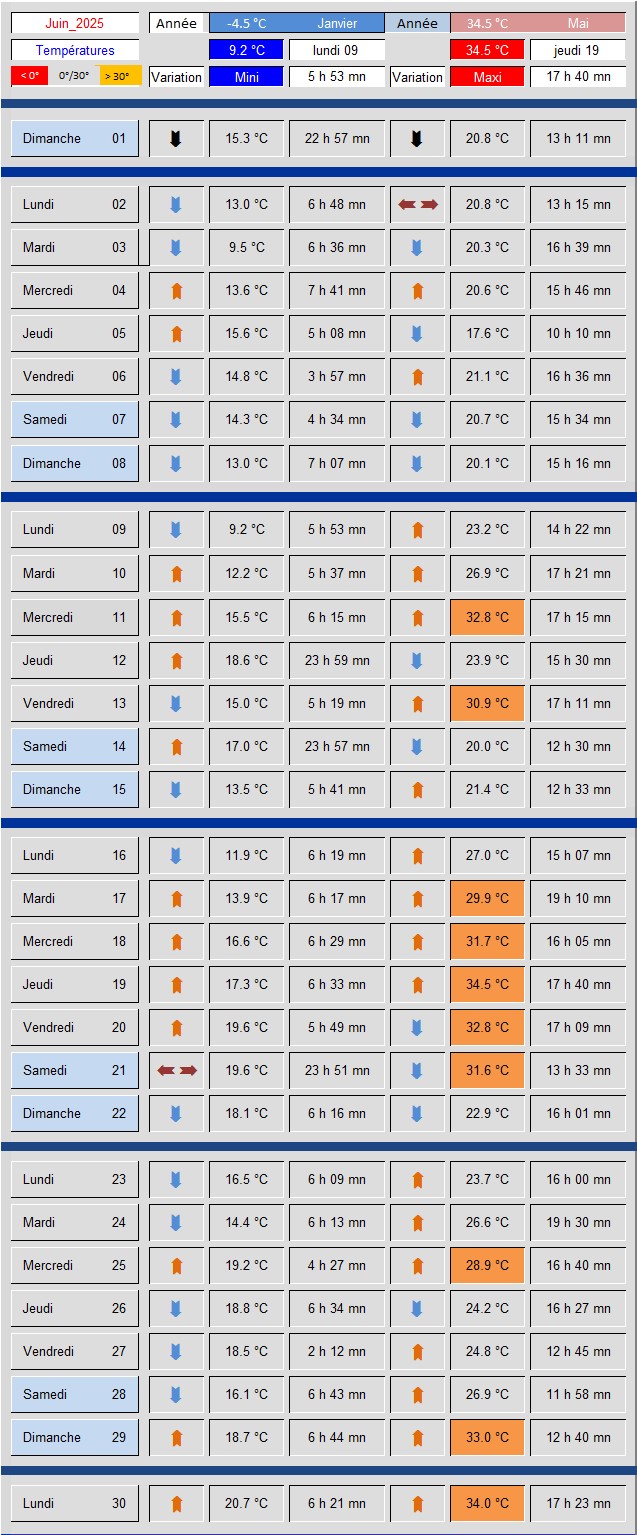 Juin_2025 Année -4.5 °C Janvier Année 34.5 °C Mai
Températures 9.2 °C lundi 09 34.5 °C jeudi 19
< 0° 0°/30° > 30° Variation Mini 5 h 53 mn Variation Maxi 17 h 40 mn
Dimanche 01 15.3 °C 22 h 57 mn 20.8 °C 13 h 11 mn
Lundi 02 13.0 °C 6 h 48 mn 20.8 °C 13 h 15 mn
Mardi 03 9.5 °C 6 h 36 mn 20.3 °C 16 h 39 mn
Mercredi 04 13.6 °C 7 h 41 mn 20.6 °C 15 h 46 mn
Jeudi 05 15.6 °C 5 h 08 mn 17.6 °C 10 h 10 mn
Vendredi 06 14.8 °C 3 h 57 mn 21.1 °C 16 h 36 mn
Samedi 07 14.3 °C 4 h 34 mn 20.7 °C 15 h 34 mn
Dimanche 08 13.0 °C 7 h 07 mn 20.1 °C 15 h 16 mn
Lundi 09 9.2 °C 5 h 53 mn 23.2 °C 14 h 22 mn
Mardi 10 12.2 °C 5 h 37 mn 26.9 °C 17 h 21 mn
Mercredi 11 15.5 °C 6 h 15 mn 32.8 °C 17 h 15 mn
Jeudi 12 18.6 °C 23 h 59 mn 23.9 °C 15 h 30 mn
Vendredi 13 15.0 °C 5 h 19 mn 30.9 °C 17 h 11 mn
Samedi 14 17.0 °C 23 h 57 mn 20.0 °C 12 h 30 mn
Dimanche 15 13.5 °C 5 h 41 mn 21.4 °C 12 h 33 mn
Lundi 16 11.9 °C 6 h 19 mn 27.0 °C 15 h 07 mn
Mardi 17 13.9 °C 6 h 17 mn 29.9 °C 19 h 10 mn
Mercredi 18 16.6 °C 6 h 29 mn 31.7 °C 16 h 05 mn
Jeudi 19 17.3 °C 6 h 33 mn 34.5 °C 17 h 40 mn
Vendredi 20 19.6 °C 5 h 49 mn 32.8 °C 17 h 09 mn
Samedi 21 19.6 °C 23 h 51 mn 31.6 °C 13 h 33 mn
Dimanche 22 18.1 °C 6 h 16 mn 22.9 °C 16 h 01 mn
Lundi 23 16.5 °C 6 h 09 mn 23.7 °C 16 h 00 mn
Mardi 24 14.4 °C 6 h 13 mn 26.6 °C 19 h 30 mn
Mercredi 25 19.2 °C 4 h 27 mn 28.9 °C 16 h 40 mn
Jeudi 26 18.8 °C 6 h 34 mn 24.2 °C 16 h 27 mn
Vendredi 27 18.5 °C 2 h 12 mn 24.8 °C 12 h 45 mn
Samedi 28 16.1 °C 6 h 43 mn 26.9 °C 11 h 58 mn
Dimanche 29 18.7 °C 6 h 44 mn 33.0 °C 12 h 40 mn
Lundi 30 20.7 °C 6 h 21 mn 34.0 °C 17 h 23 mn